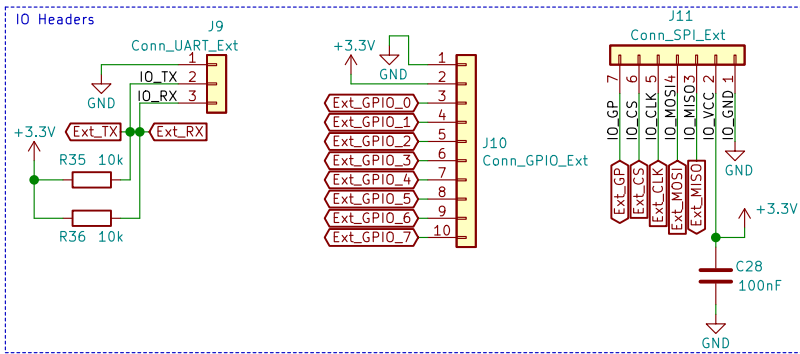 IO Headers
J9
Conn_UART_Ext
1
IO_TX 2
IO_RX 3
GND
Ext_TX
Ext_RX
+3.3V
R35 10k
R36 10k
+3.3V
GND
1
2
Ext_GPIO_0 3
Ext_GPIO_1 4
Ext_GPIO_2 5
Ext_GPIO_3 6
Ext_GPIO_4 7
Ext_GPIO_5 8
Ext_GPIO_6 9
Ext_GPIO_7 10
J10
Conn_GPIO_Ext
J11
Conn_SPI_Ext
IO_GP 7
IO_CS 6
IO_CLK 5
IO_MOSI 4
IO_MISO 3
IO_VCC 2
IO_GND 1
Ext_GP
Ext_CS
Ext_CLK
Ext_MOSI
Ext_MISO
GND
+3.3V
C28
100nF
GND